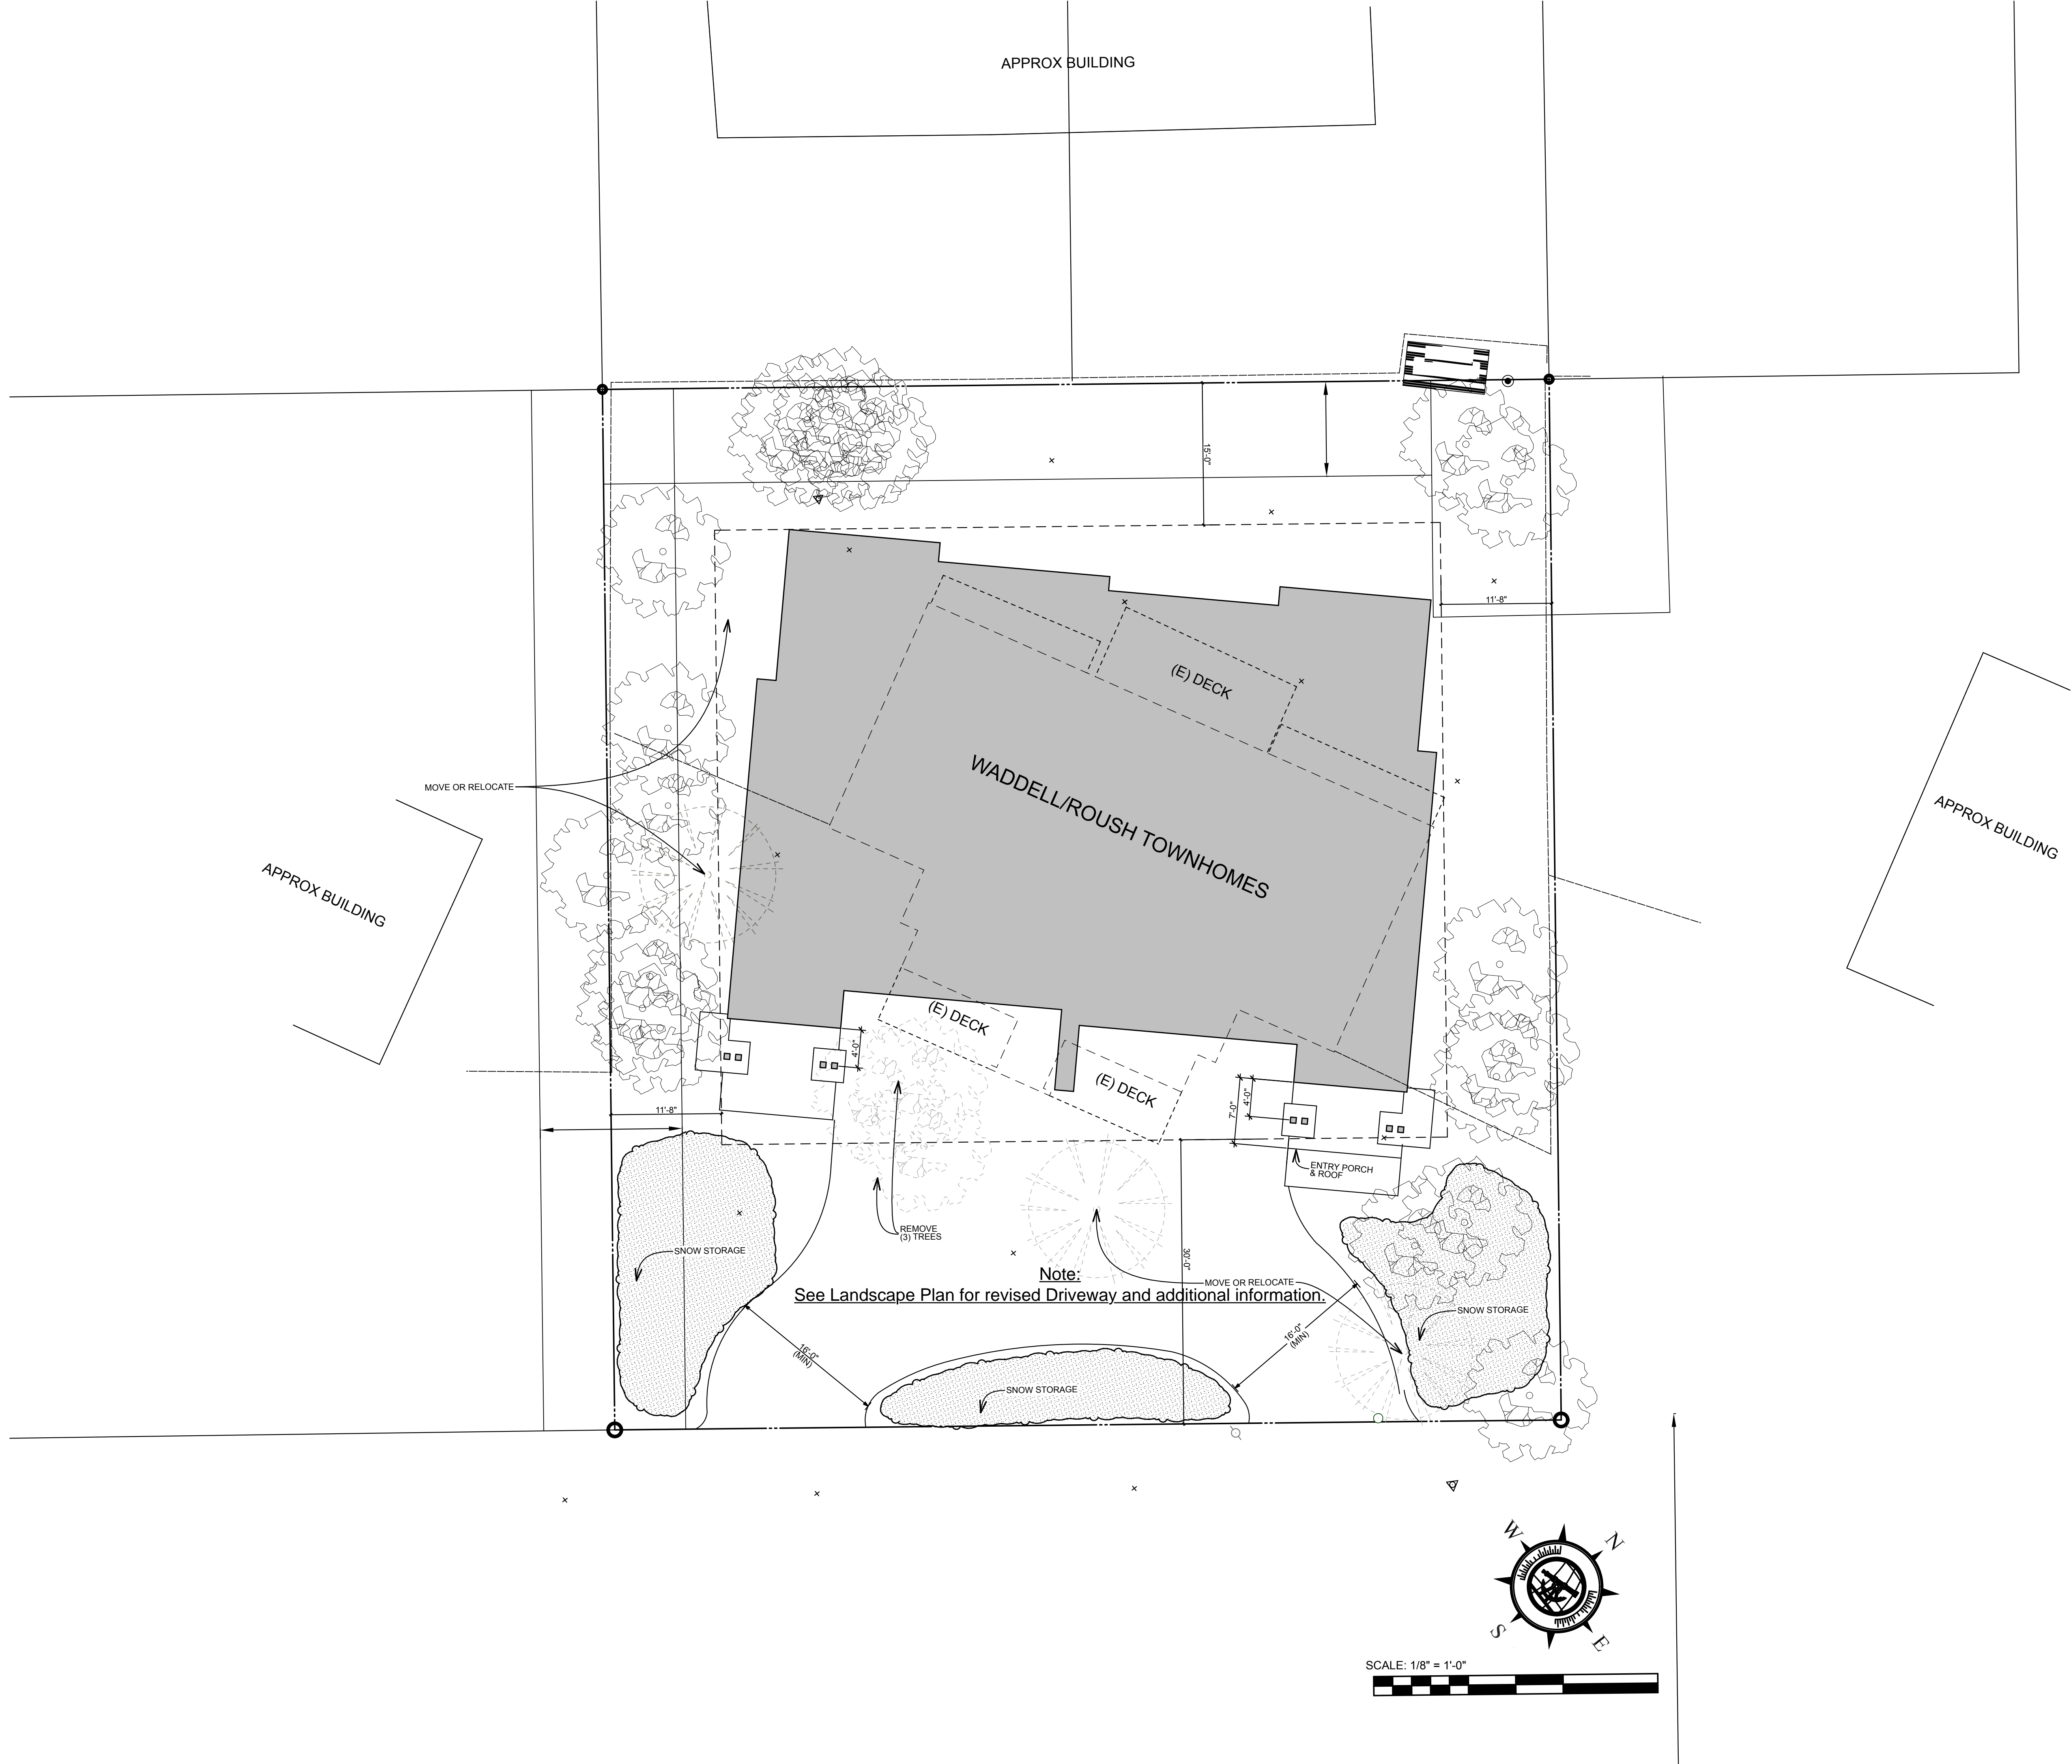 APPROX BUILDING
15'-0"
11'-8"
(E) DECK
MOVE OR RELOCATE
WADDELL/ROUSH TOWNHOMES
APPROX BUILDING
APPROX BUILDING
(E) DECK
4'-0"
(E) DECK
7'-0"
4'-0"
11'-8"
ENTRY PORCH
& ROOF
REMOVE
(3) TREES
SNOW STORAGE
30'-0"
Note:
MOVE OR RELOCATE
See Landscape Plan for revised Driveway and additional information.
SNOW STORAGE
16'-0"
(MIN)
16'-0"
(MIN)
SNOW STORAGE
W
N
S
E
SCALE: 1/8" = 1'-0"